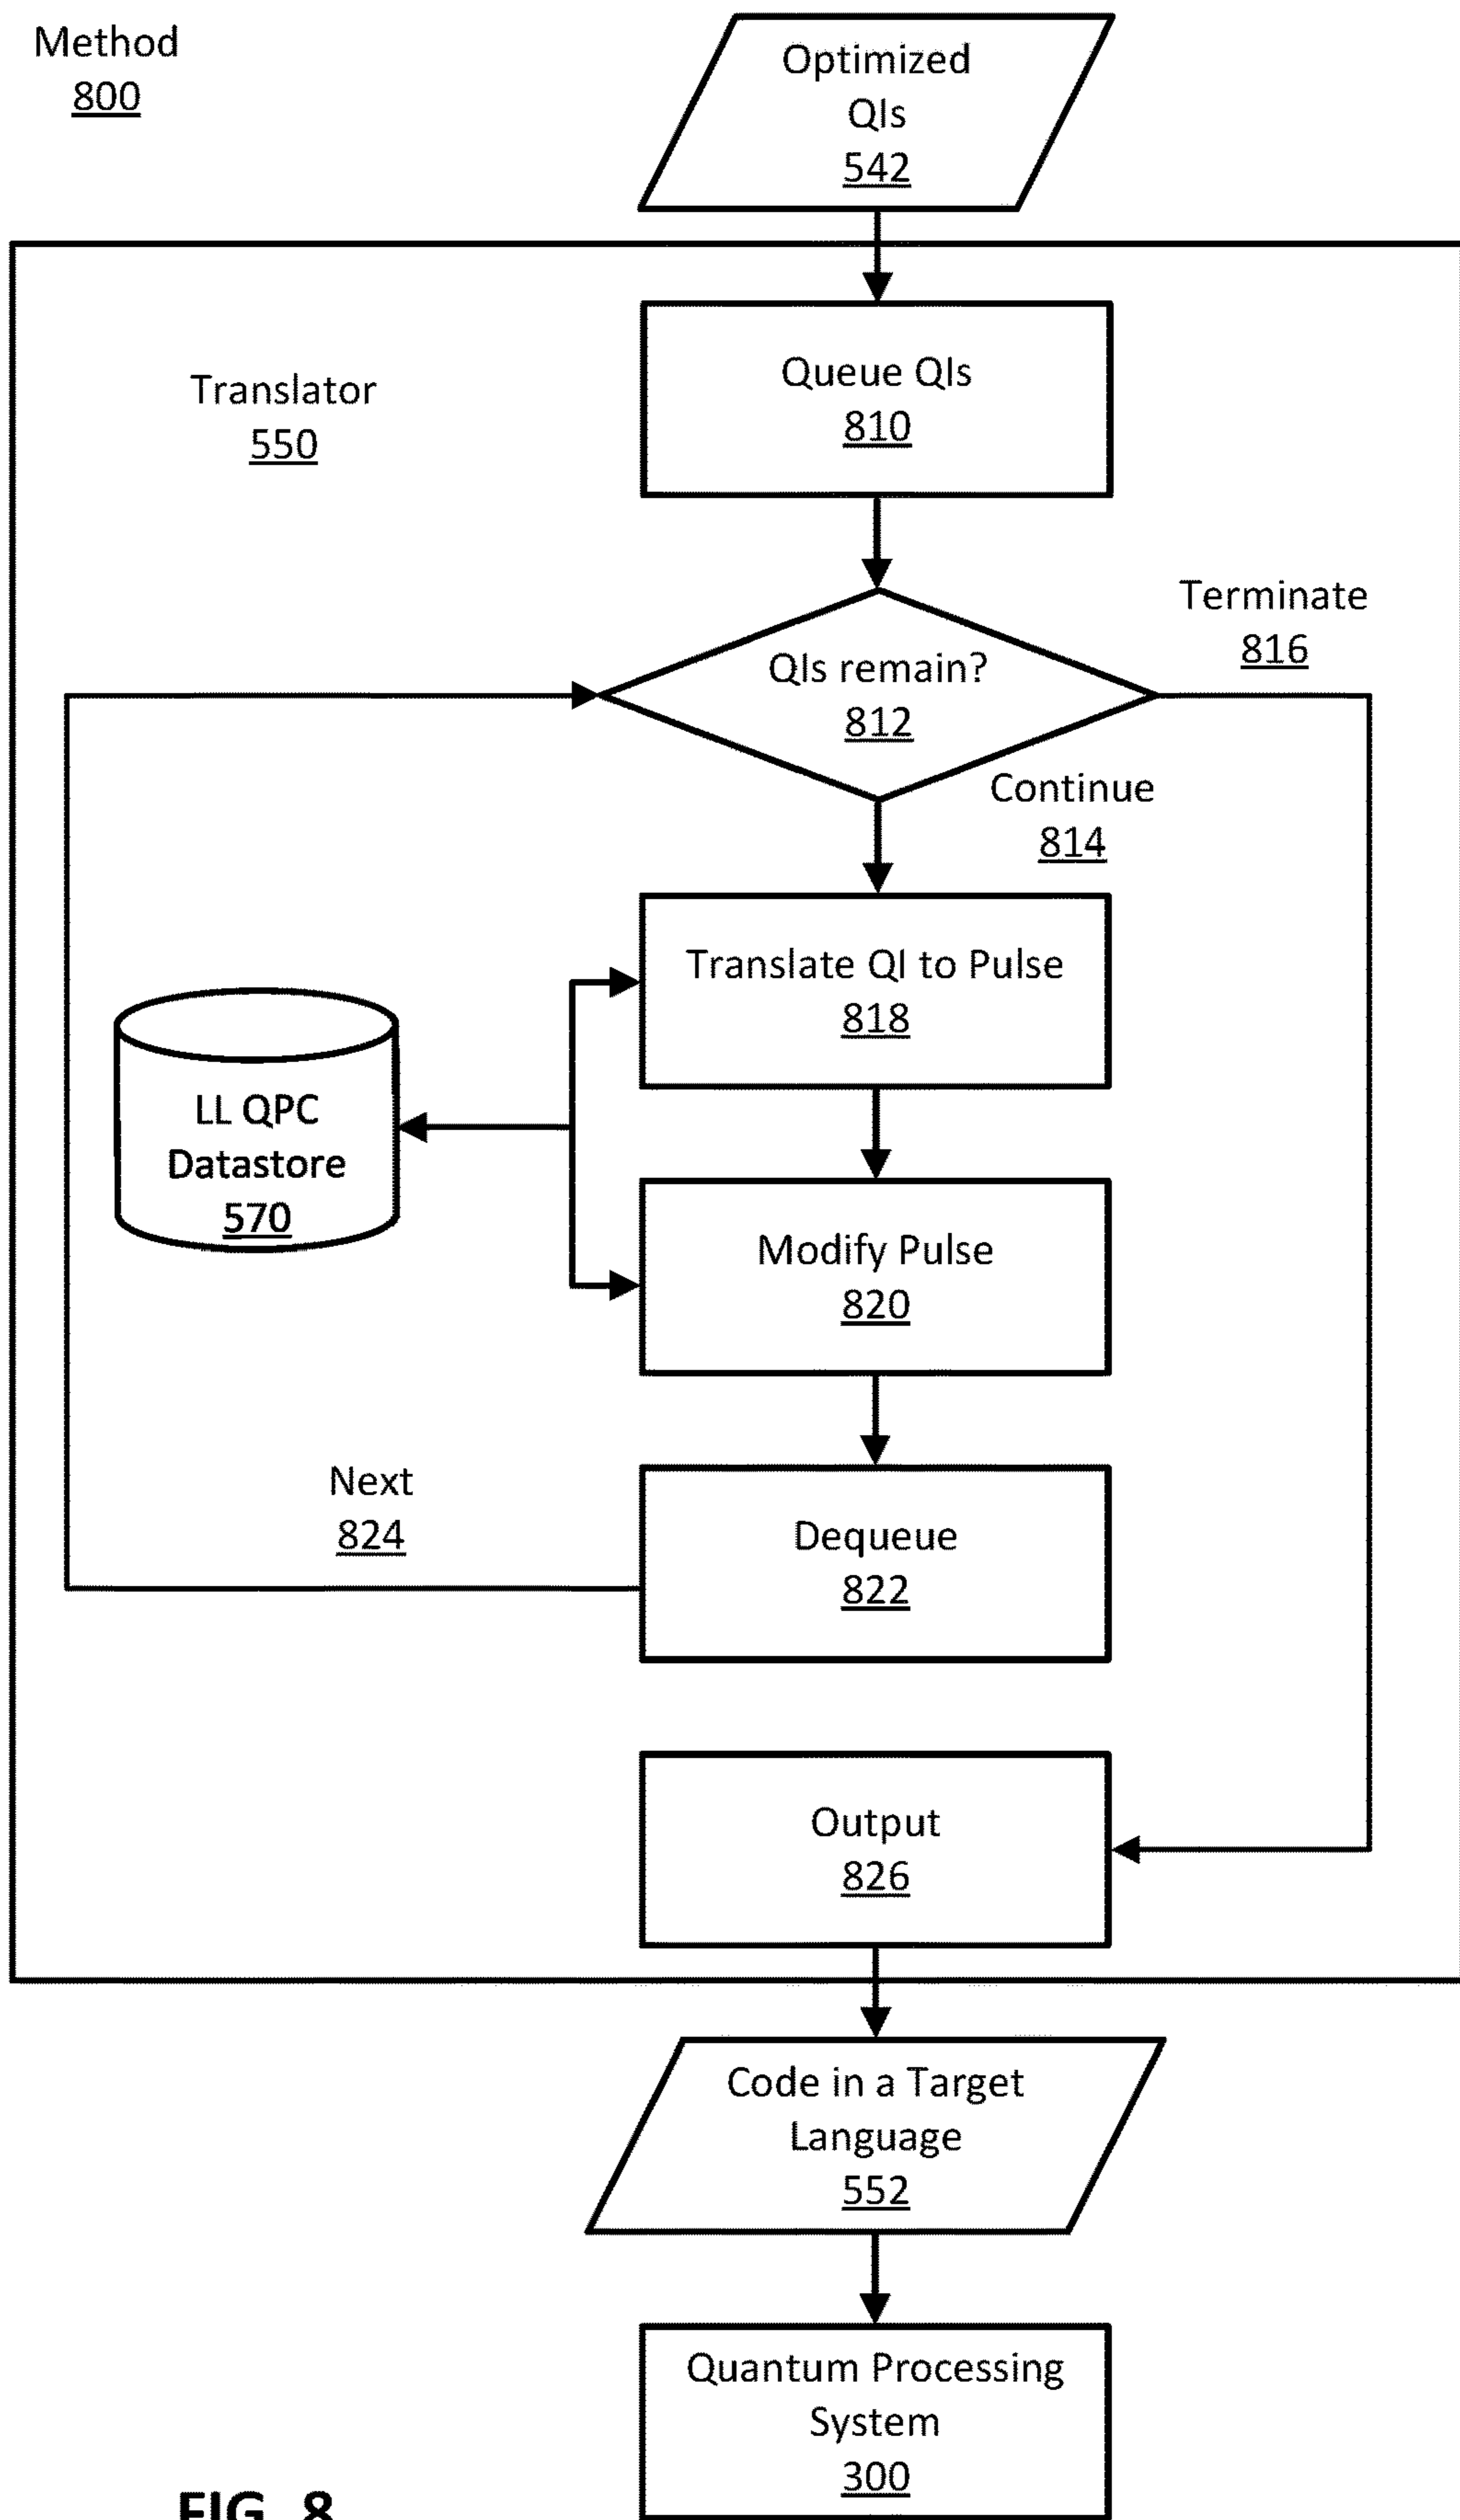 Method
800
Optimized
QIs
542
Translator
550
Queue QIs
810
QIs remain?
812
Terminate
816
Continue
814
Translate QI to Pulse
818
LL QPC
Datastore
570
Modify Pulse
820
Next
824
Dequeue
822
Output
826
Code in a Target
Language
552
Quantum Processing
System
300
FIG. 8